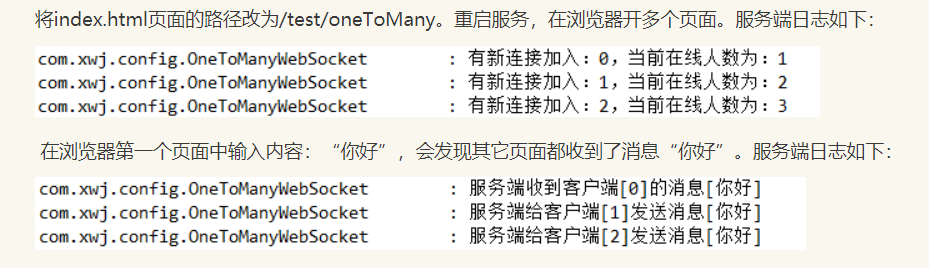 将index.html页面的路径改为/test/oneToMany。重启服务，在浏览器开多个页面。服务端日志如下：
com.xwj.config.OneToManyWebSocket : 有新连接加入：0，当前在线人数为：1
com.xwj.config.OneToManyWebSocket : 有新连接加入：1，当前在线人数为：2
com.xwj.config.OneToManyWebSocket : 有新连接加入：2，当前在线人数为：3
在浏览器第一个页面中输入内容：“你好”，会发现其它页面都收到了消息“你好”。服务端日志如下：
com.xwj.config.OneToManyWebSocket : 服务端收到客户端[0]的消息[你好]
com.xwj.config.OneToManyWebSocket : 服务端给客户端[1]发送消息[你好]
com.xwj.config.OneToManyWebSocket : 服务端给客户端[2]发送消息[你好]